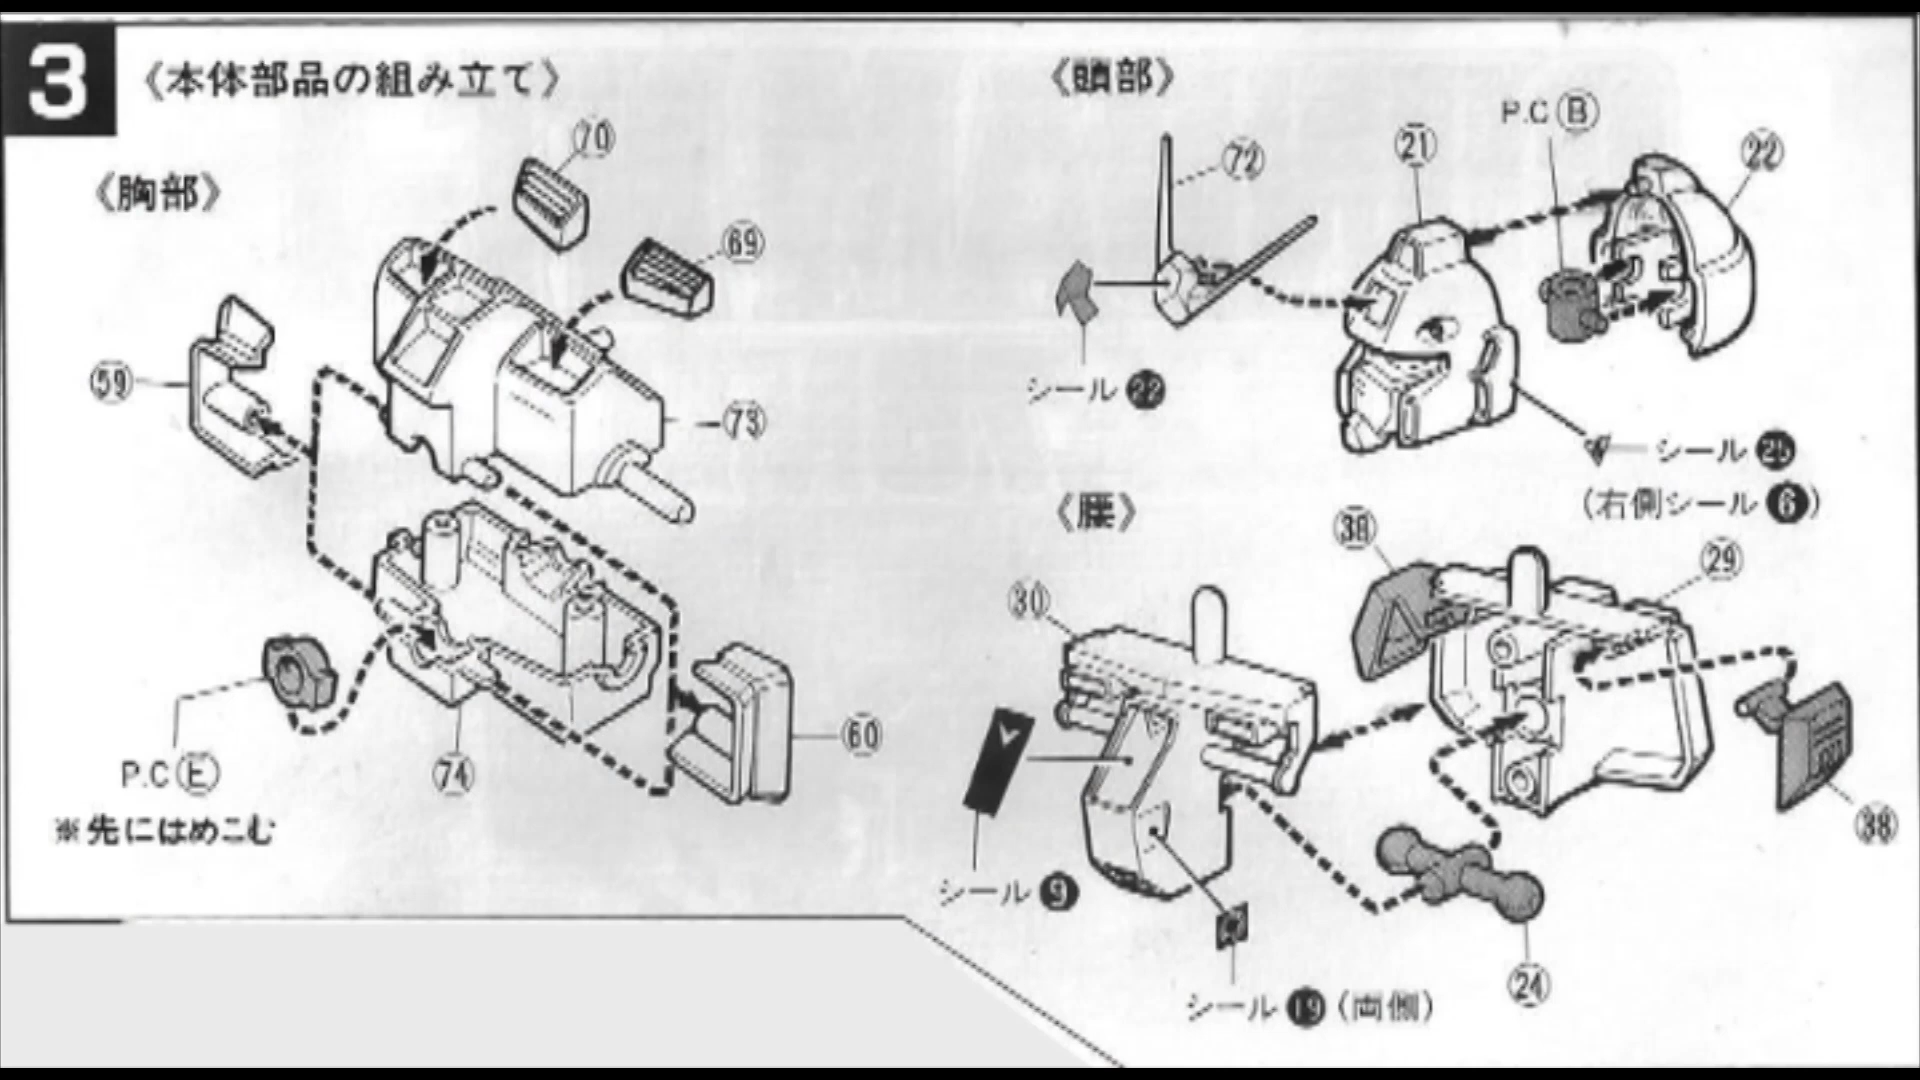 3
《本体部品の組み立て》
《胸部》
70
69
59
73
60
74
P.C Ⓔ
※先にはめこむ
《頭部》
P.C Ⓑ
72
21
22
シール 22
シール
(右側シール 6)
《腰》
38
29
30
38
24
シール 9
シール 19 (両側)